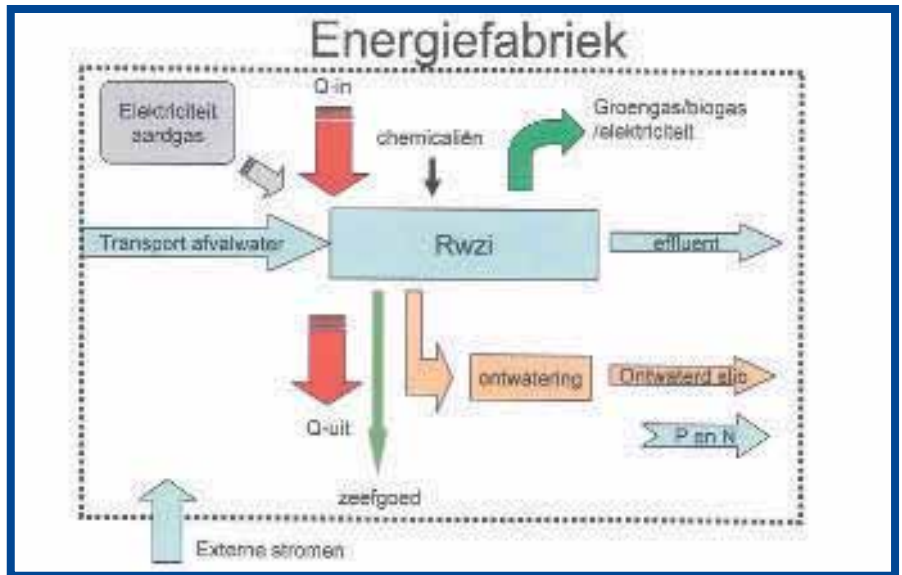 Energiefabriek
Elektriciteit
aardgas
Q-in
chemicaliën
Groengas/biogas
/elektriciteit
Transport afvalwater
Rwzi
effluent
Q-uit
ontwatering
Ontwaterd slib
P en N
zeefgoed
Externe stromen